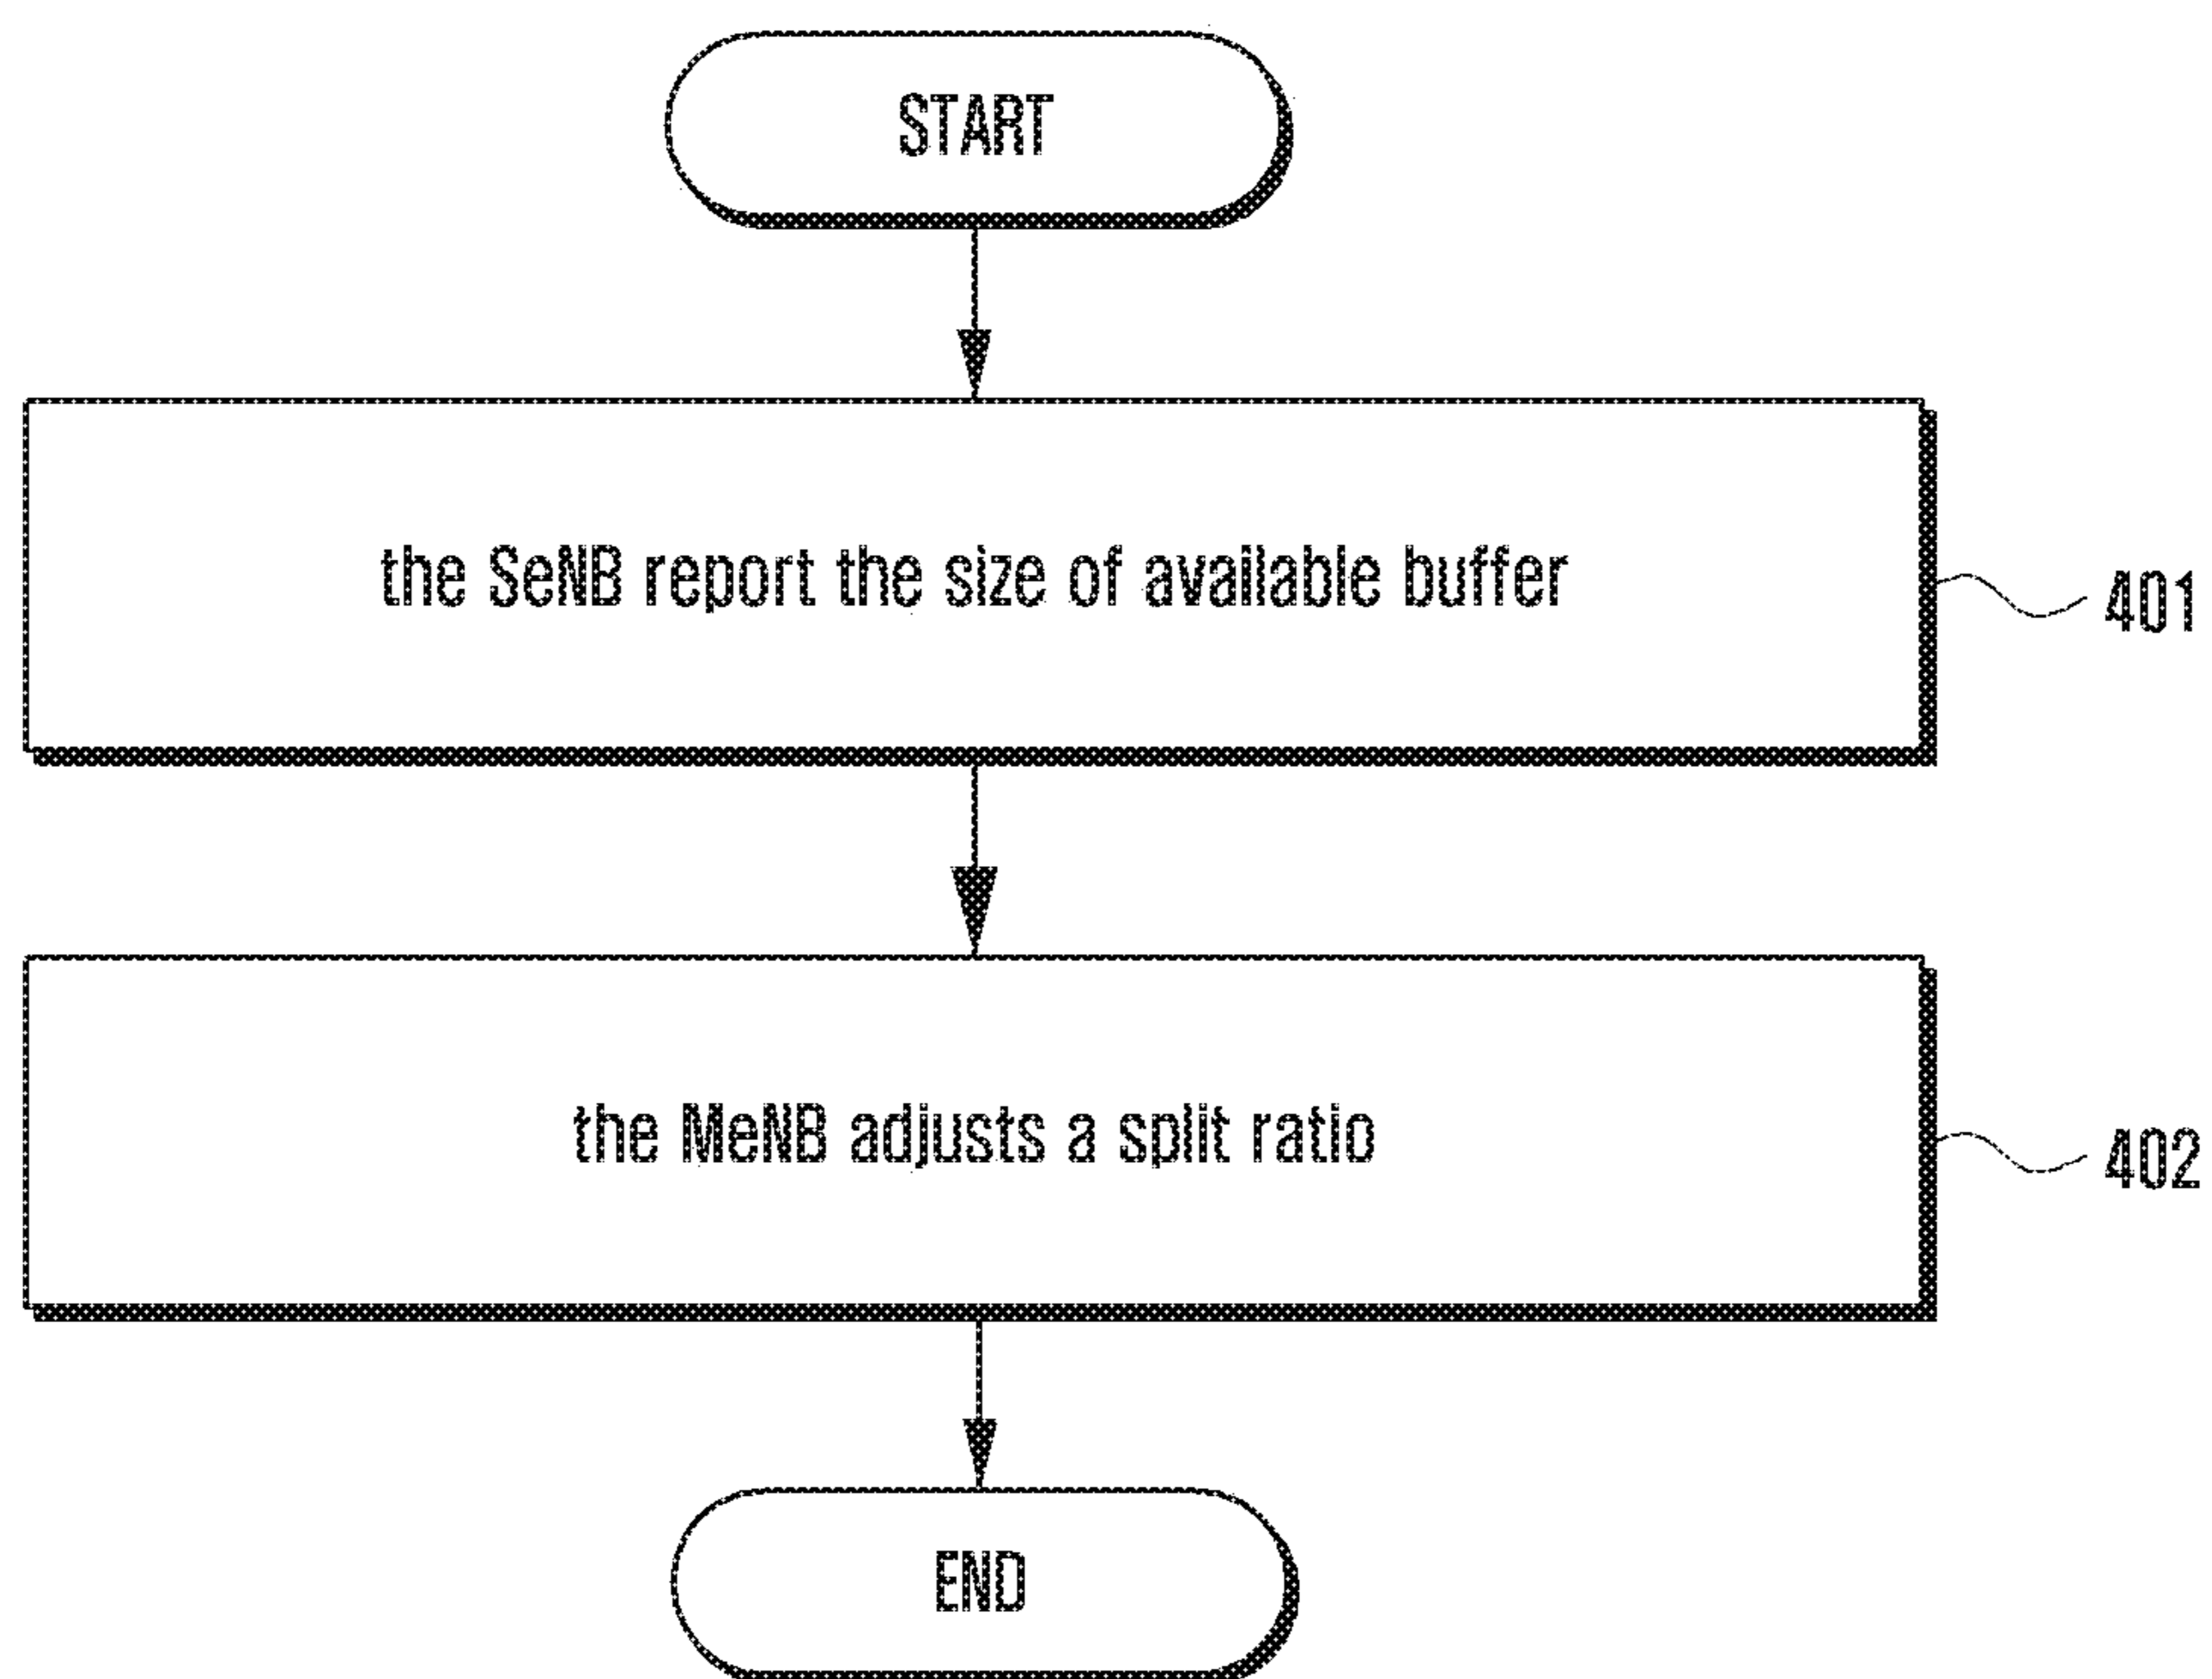 START
the SeNB report the size of available buffer
401
the MeNB adjusts a split ratio
402
END